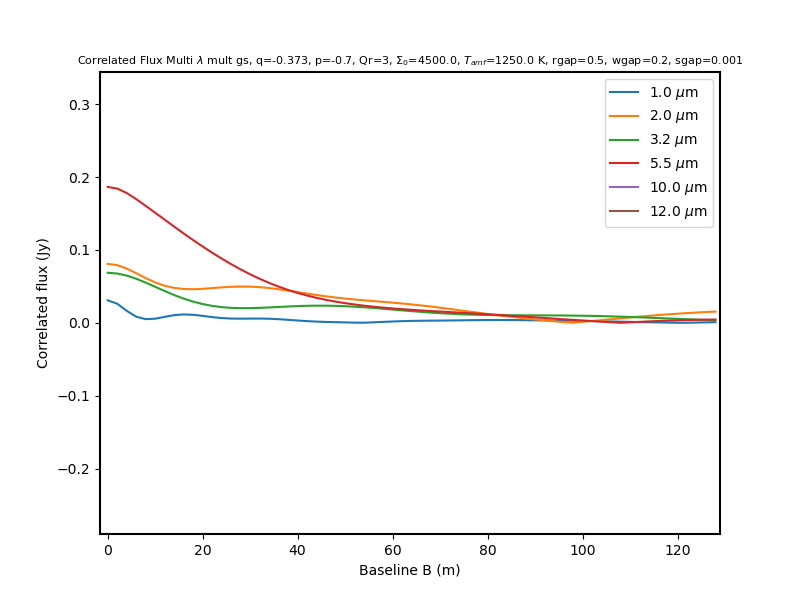 Correlated Flux Multi λ mult gs, q=-0.373, p=-0.7, Qr=3, Σ₀=4500.0, Tₐₘᵣ=1250.0 K, rgap=0.5, wgap=0.2, sgap=0.001
1.0 μm
2.0 μm
3.2 μm
5.5 μm
10.0 μm
12.0 μm
0.3
0.2
0.1
0.0
−0.1
−0.2
Correlated flux (Jy)
0 20 40 60 80 100 120
Baseline B (m)